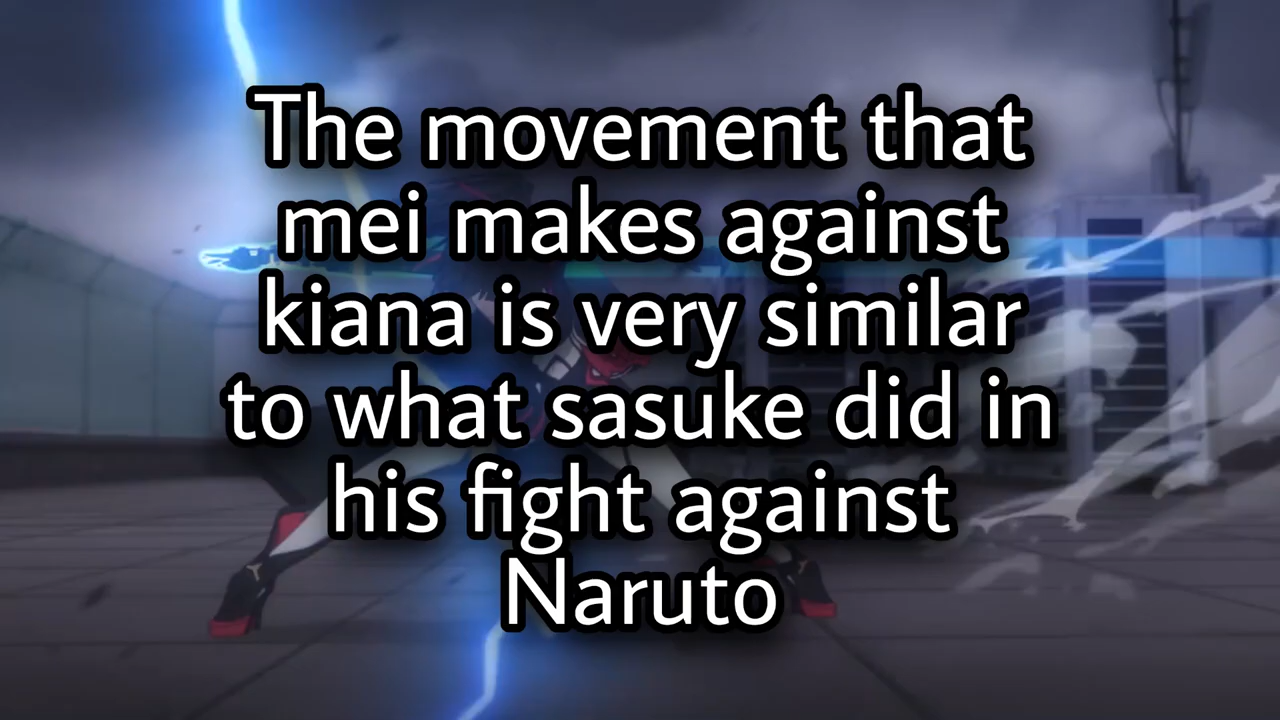 The movement that
mei makes against
kiana is very similar
to what sasuke did in
his fight against
Naruto